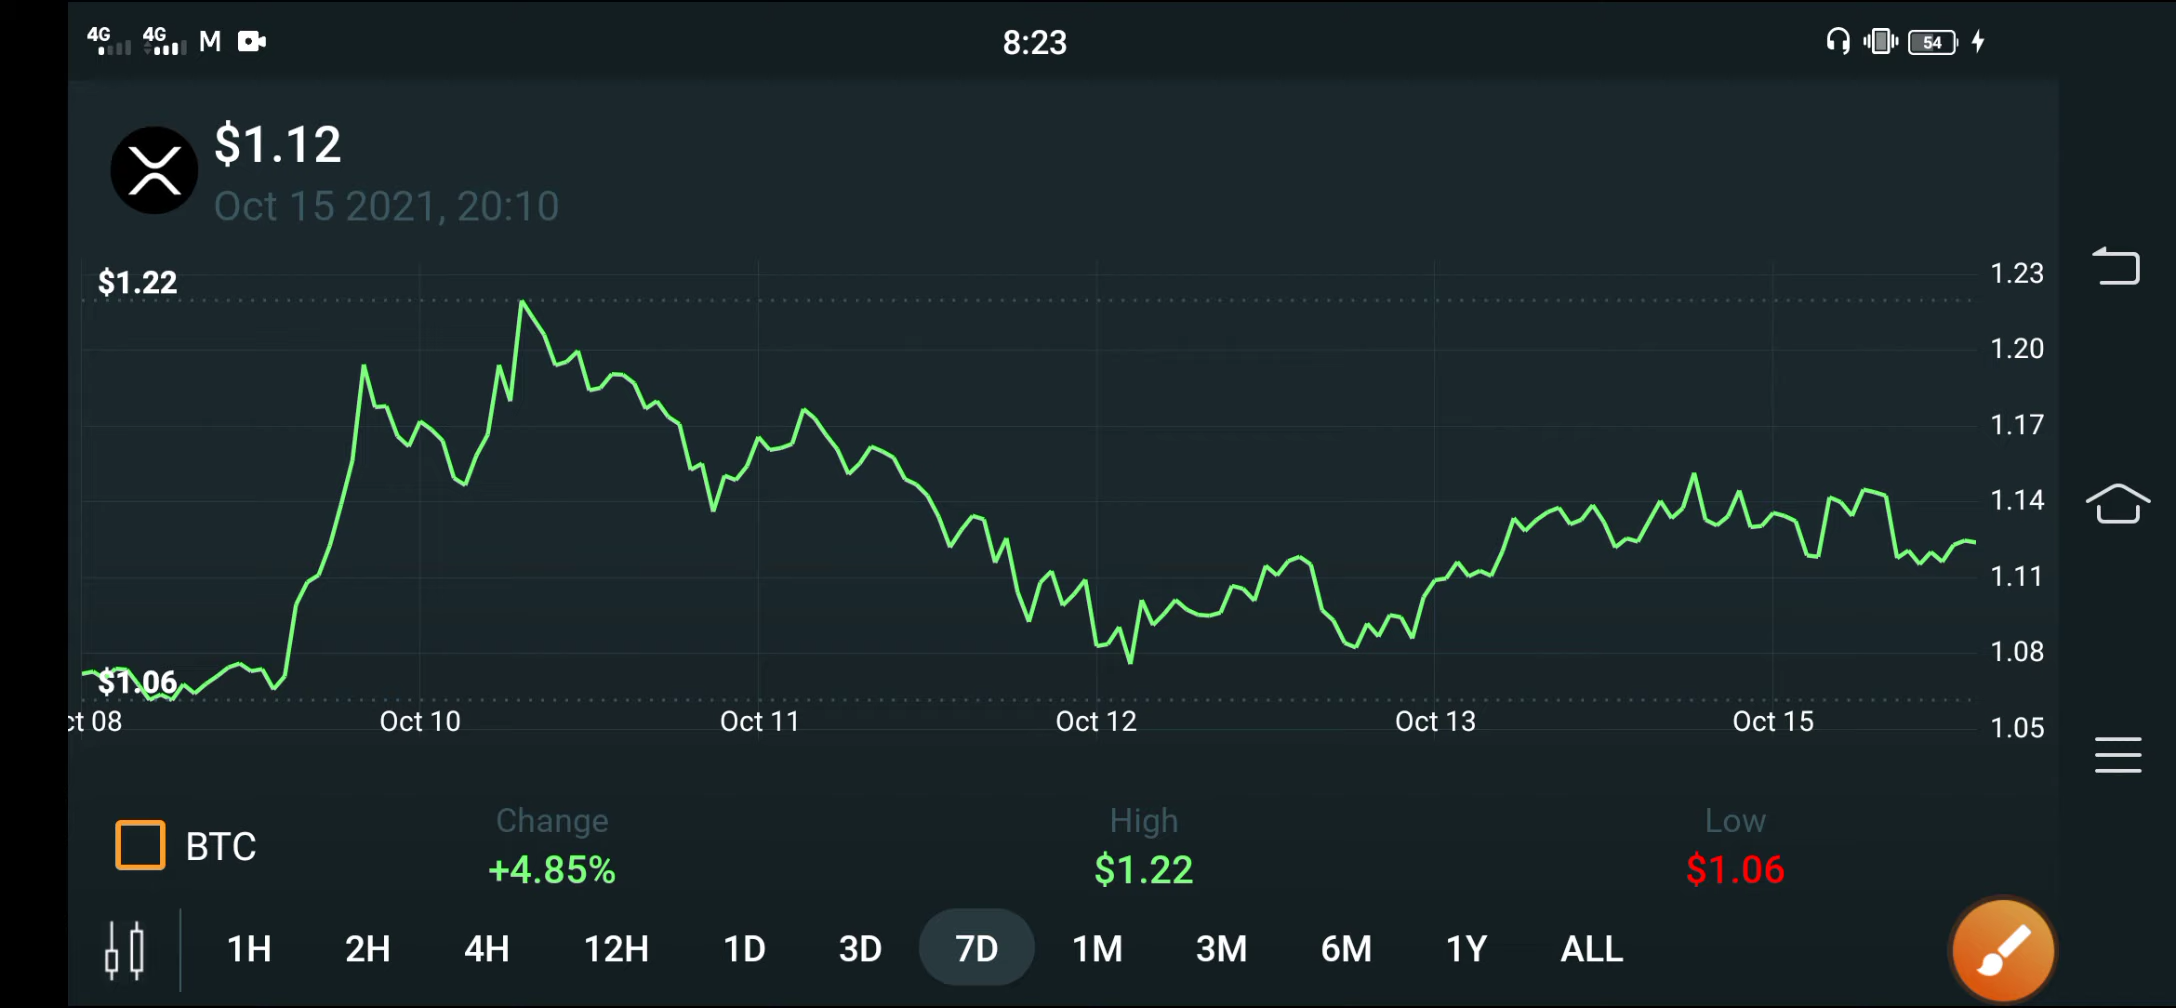 4G 4G M 8:23 54
$1.12
Oct 15 2021, 20:10
$1.22
1.23
1.20
1.17
1.14
1.11
1.08
$1.06
1.05
ct 08 Oct 10 Oct 11 Oct 12 Oct 13 Oct 15
BTC
Change High Low
+4.85% $1.22 $1.06
1H 2H 4H 12H 1D 3D 7D 1M 3M 6M 1Y ALL